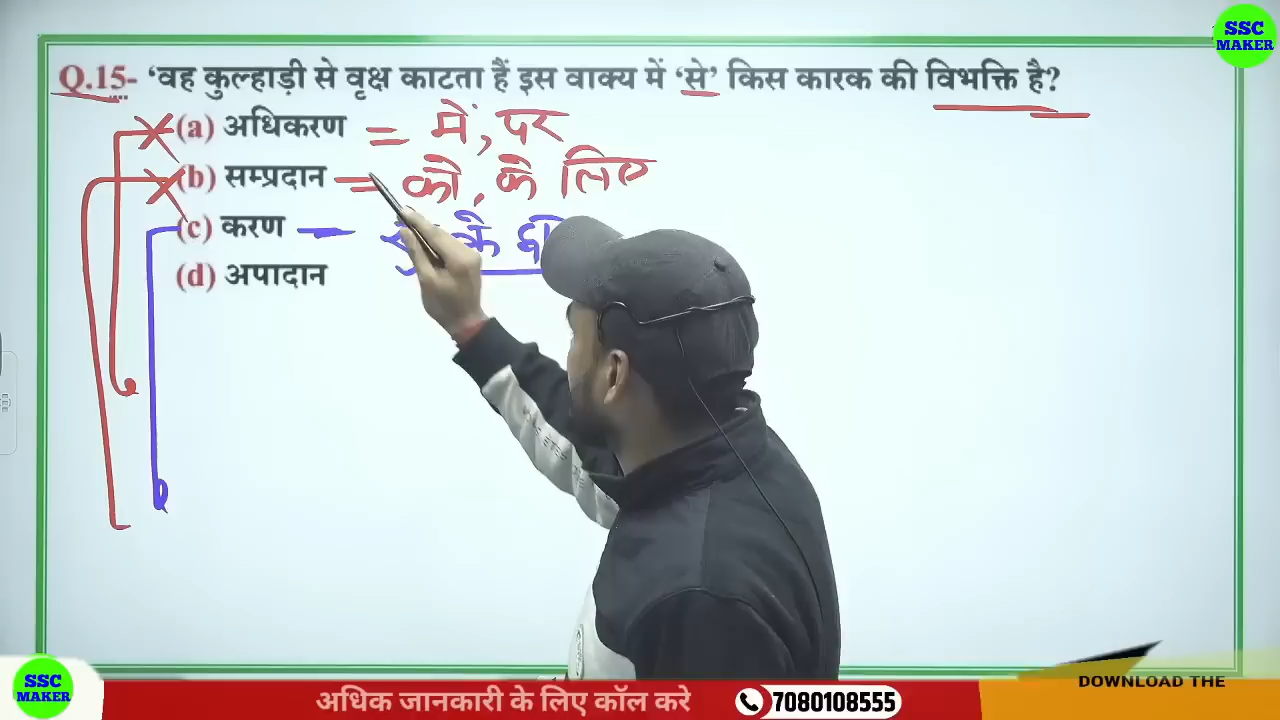 SSC
MAKER
Q.15- ‘वह कुल्हाड़ी से वृक्ष काटता हैं इस वाक्य में ‘से’ किस कारक की विभक्ति है?
(a) अधिकरण = में, पर
(b) सम्प्रदान = को, के लिए
(c) करण – से, के
(d) अपादान
SSC
MAKER
अधिक जानकारी के लिए कॉल करे 7080108555
DOWNLOAD THE